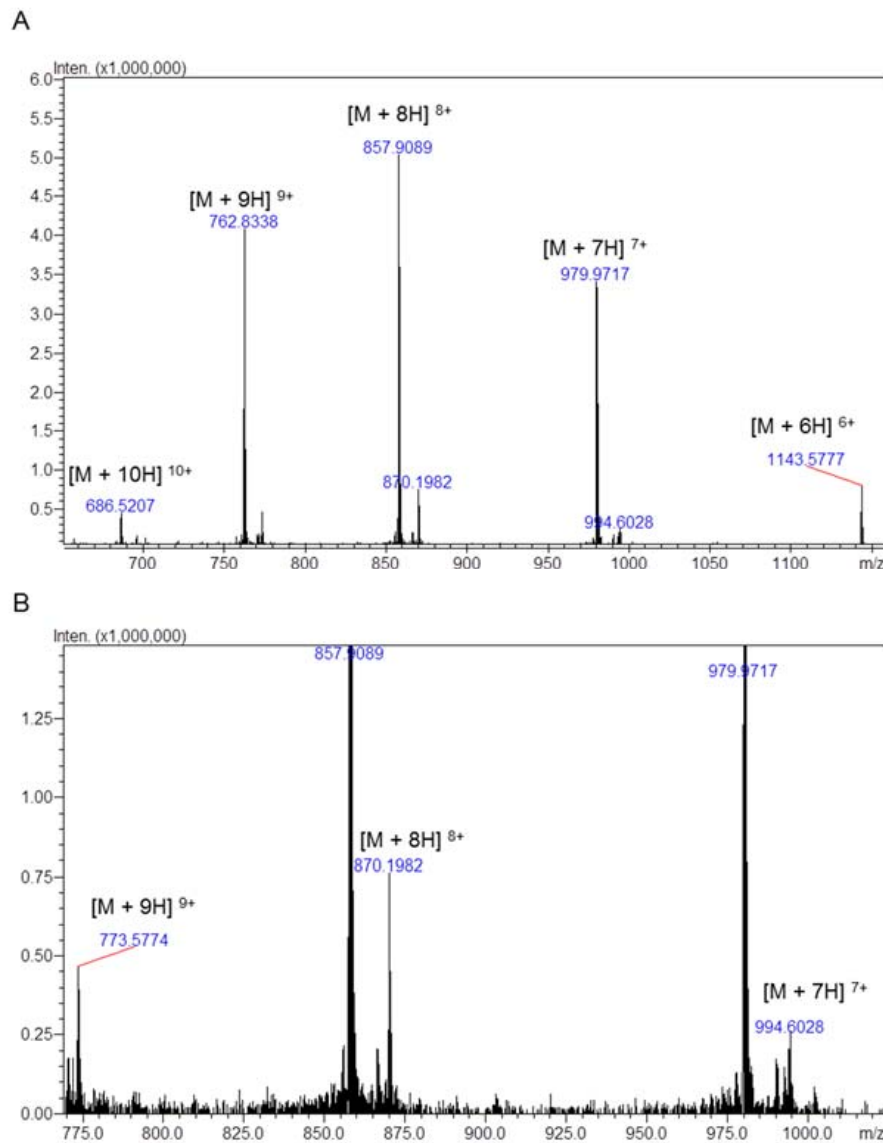 A
Inten. (x1,000,000)
6.0
5.5
5.0
4.5
4.0
3.5
3.0
2.5
2.0
1.5
1.0
0.5
[M + 8H] 8+
857.9089
[M + 9H] 9+
762.8338
[M + 7H] 7+
979.9717
[M + 6H] 6+
1143.5777
[M + 10H] 10+
686.5207
870.1982
994.6028
700 750 800 850 900 950 1000 1050 1100 m/z
B
Inten. (x1,000,000)
857.9089
979.9717
1.25
1.00
0.75
0.50
0.25
0.00
[M + 8H] 8+
870.1982
[M + 9H] 9+
773.5774
[M + 7H] 7+
994.6028
775.0 800.0 825.0 850.0 875.0 900.0 925.0 950.0 975.0 1000.0 m/z